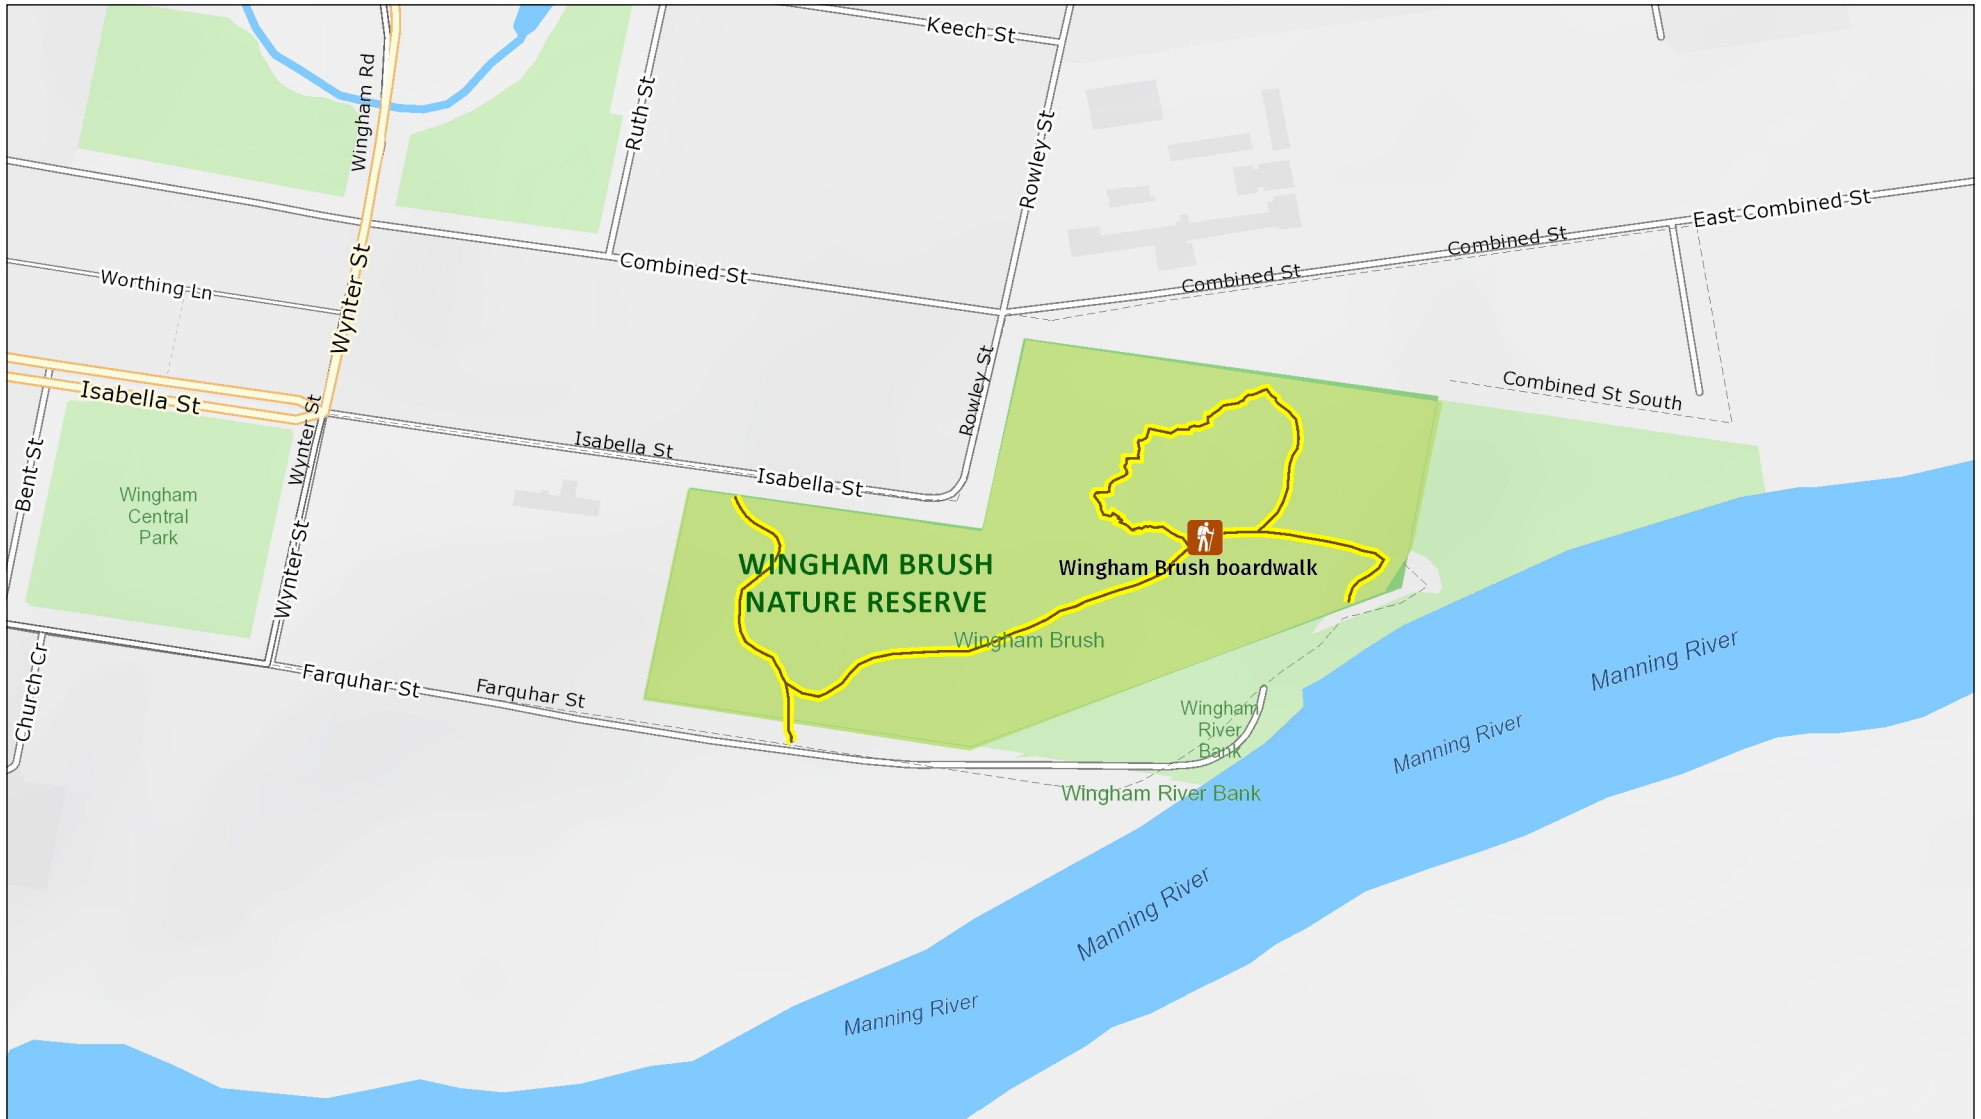 Keech St
Wingham Rd
Ruth St
Rowley St
East Combined St
Combined St
Combined St
Combined St
Worthing Ln
Wynter St
Isabella St
Wynter St
Rowley St
Combined St South
Isabella St
Isabella St
Bent St
Wingham
Central
Park
Wynter St
WINGHAM BRUSH
NATURE RESERVE
Wingham Brush boardwalk
Wingham Brush
Church Cr
Farquhar St
Farquhar St
Wingham
River
Bank
Wingham River Bank
Manning River
Manning River
Manning River
Manning River